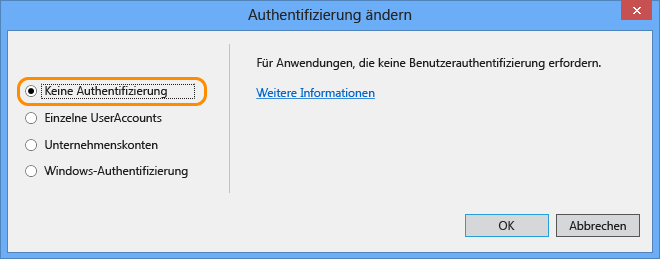 Authentifizierung ändern
Keine Authentifizierung
Einzelne UserAccounts
Unternehmenskonten
Windows-Authentifizierung
Für Anwendungen, die keine Benutzerauthentifizierung erfordern.
Weitere Informationen
OK
Abbrechen